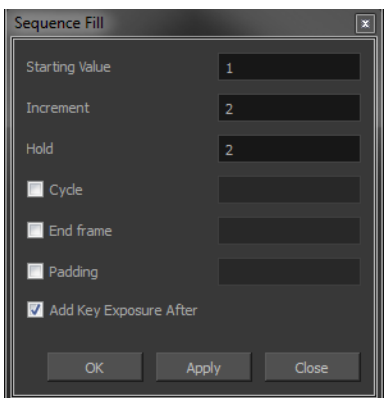 Sequence Fill
Starting Value 1
Increment 2
Hold 2
Cycle
End frame
Padding
Add Key Exposure After
OK Apply Close